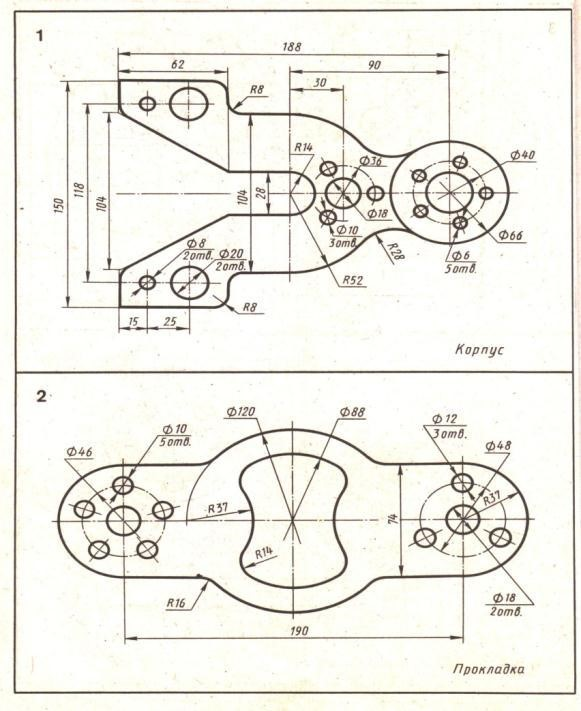 1
188
62
90
30
R8
R14
Ф36
Ф40
150
118
104
104
28
Ф18
Ф10
3отв.
Ф66
Ф8
2отв.
Ф20
2отв.
R28
Ф6
5отв.
R52
R8
15
25
Корпус
2
Ф120
Ф88
Ф10
5отв.
Ф12
3отв.
Ф46
Ф48
R37
R37
74
R14
R16
Ф18
2отв.
190
Прокладка